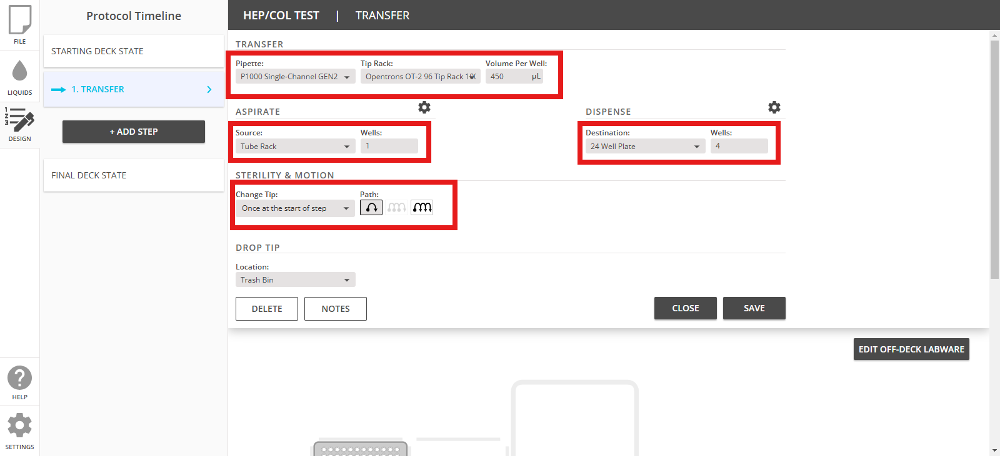 FILE
LIQUIDS
1
2
3
DESIGN
HELP
SETTINGS
Protocol Timeline
STARTING DECK STATE
1. TRANSFER
+ ADD STEP
FINAL DECK STATE
HEP/COL TEST | TRANSFER
TRANSFER
Pipette: Tip Rack: Volume Per Well:
P1000 Single-Channel GEN2 Opentrons OT-2 96 Tip Rack 450 µL
ASPIRATE
Source: Wells:
Tube Rack 1
DISPENSE
Destination: Wells:
24 Well Plate 4
STERILITY & MOTION
Change Tip: Path:
Once at the start of step
DROP TIP
Location:
Trash Bin
DELETE NOTES CLOSE SAVE
EDIT OFF-DECK LABWARE